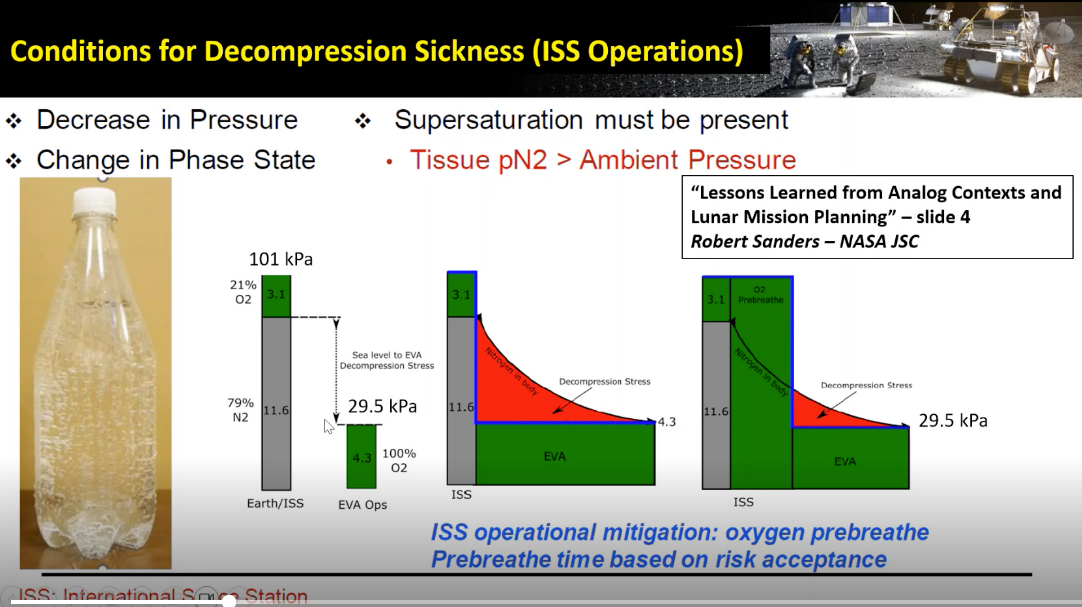 Conditions for Decompression Sickness (ISS Operations)
❖ Decrease in Pressure
❖ Change in Phase State
❖ Supersaturation must be present
• Tissue pN2 > Ambient Pressure
“Lessons Learned from Analog Contexts and
Lunar Mission Planning” – slide 4
Robert Sanders – NASA JSC
101 kPa
21%
O2
3.1
79%
N2
11.6
Sea level to EVA
Decompression Stress
29.5 kPa
4.3
100%
O2
Earth/ISS
EVA Ops
3.1
11.6
Nitrogen in body
Decompression Stress
4.3
EVA
ISS
3.1
O2
Prebreathe
11.6
Nitrogen in body
Decompression Stress
29.5 kPa
EVA
ISS
ISS operational mitigation: oxygen prebreathe
Prebreathe time based on risk acceptance
ISS: International Station